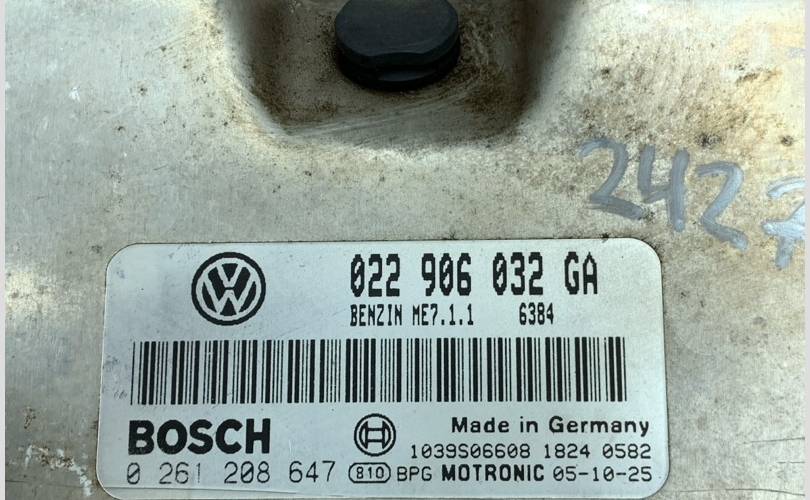 2427
022 906 032 GA
BENZIN ME7.1.1 6384
BOSCH
Made in Germany
1039S06608 1824 0582
0 261 208 647 810 BPG MOTRONIC 05-10-25